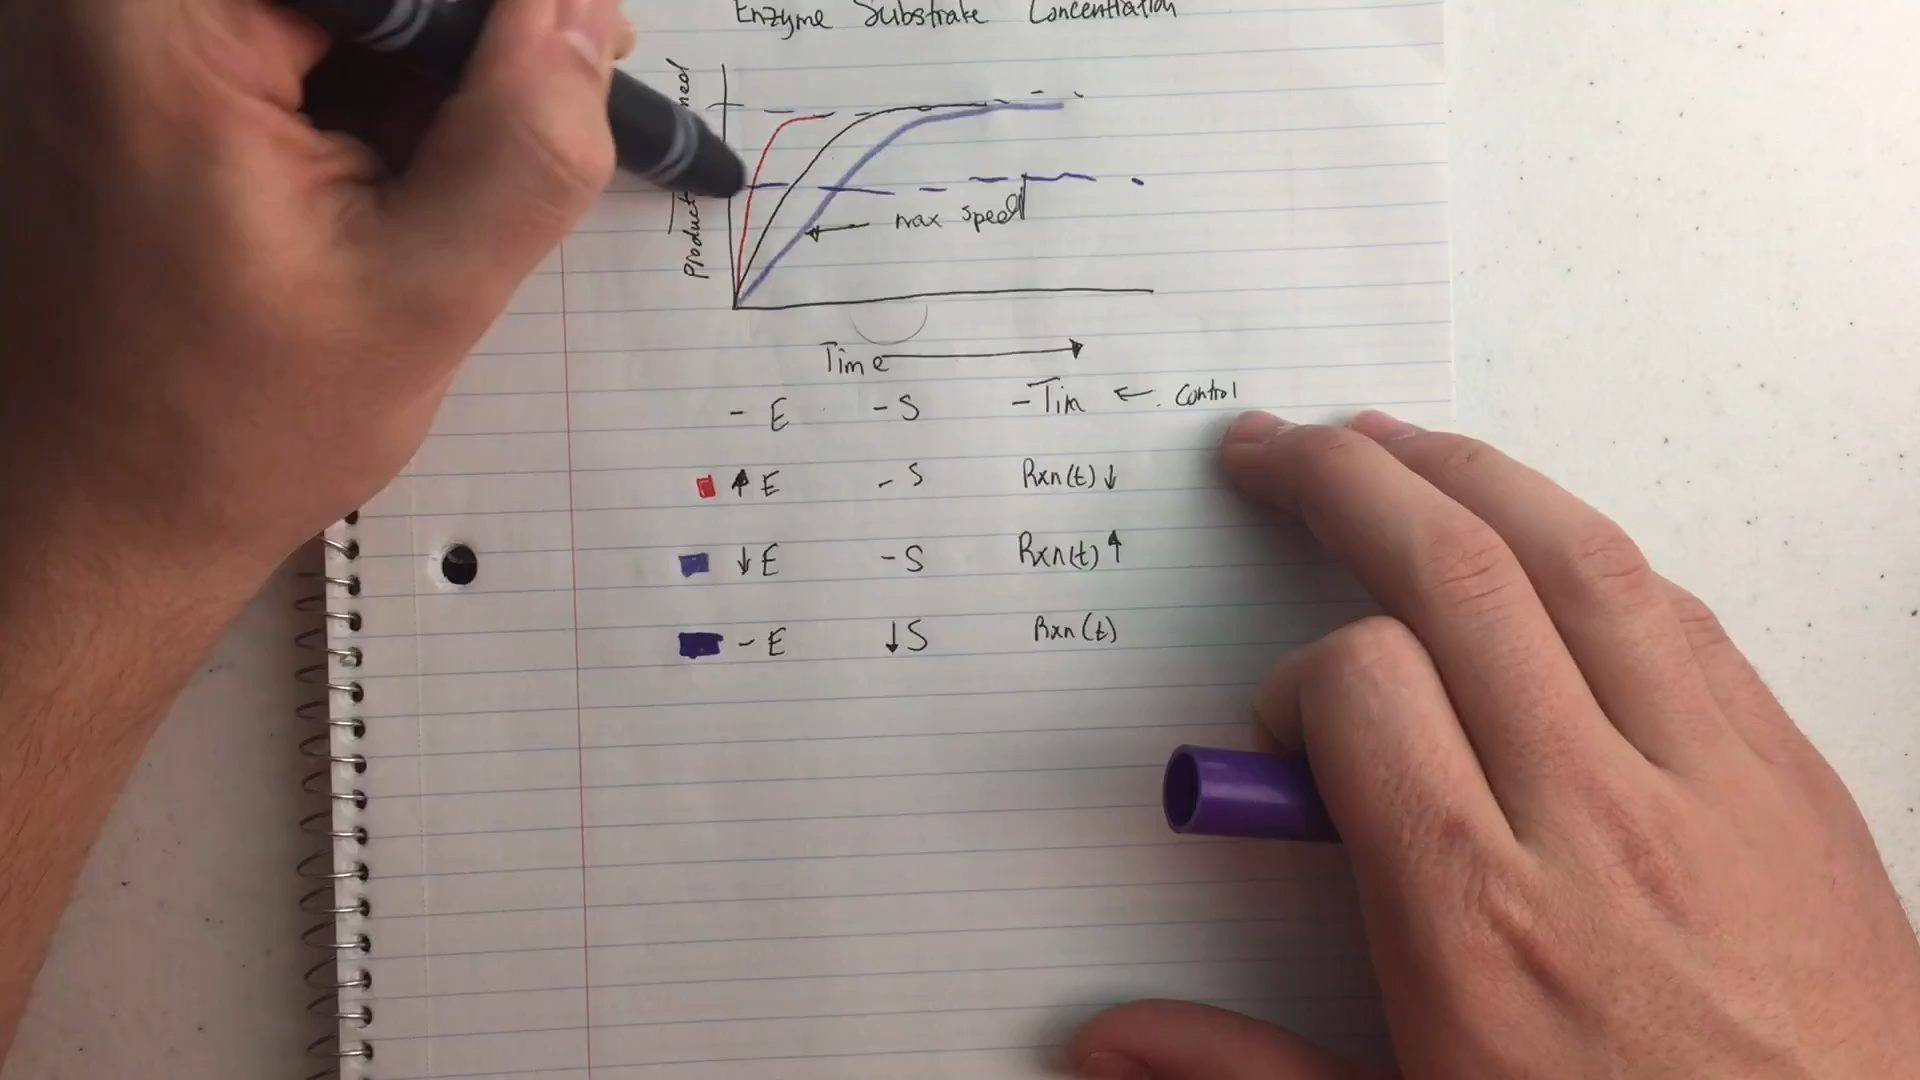 Enzyme Substrate Concentration
Product
max speed
Time
- E - S - Tim ← Control
↑ E - S Rxn(t) ↓
↓ E - S Rxn(t) ↑
- E ↓ S Rxn(t)